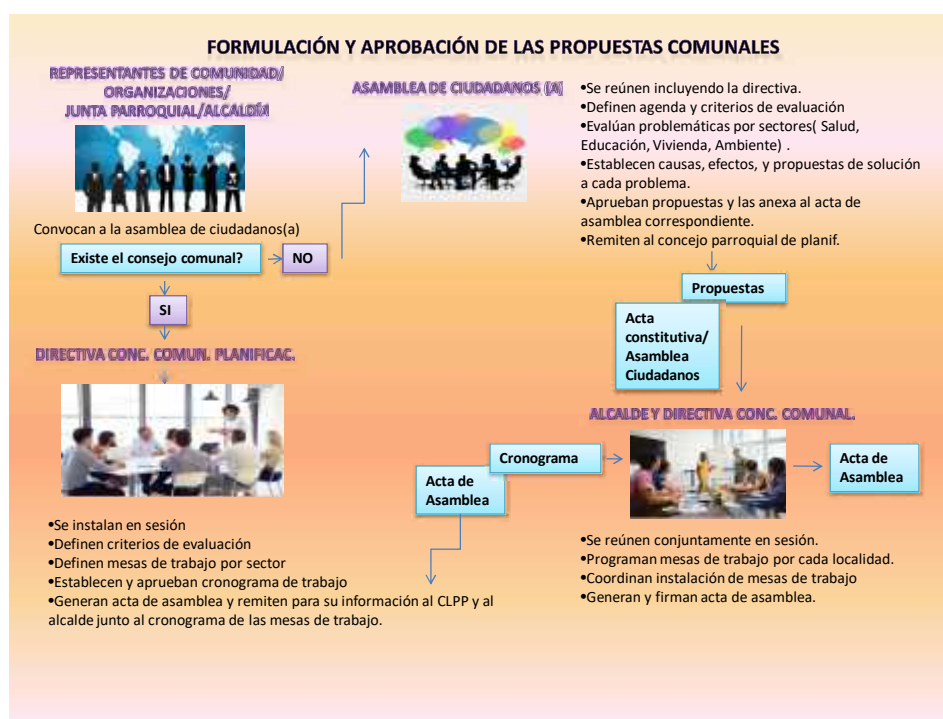 FORMULACIÓN Y APROBACIÓN DE LAS PROPUESTAS COMUNALES
REPRESENTANTES DE COMUNIDAD/
ORGANIZACIONES/
JUNTA PARROQUIAL/ALCALDÍA
Convocan a la asamblea de ciudadanos(a)
Existe el consejo comunal?
NO
SI
ASAMBLEA DE CIUDADANOS (A)
•Se reúnen incluyendo la directiva.
•Definen agenda y criterios de evaluación
•Evalúan problemáticas por sectores( Salud,
Educación, Vivienda, Ambiente) .
•Establecen causas, efectos, y propuestas de solución
a cada problema.
•Aprueban propuestas y las anexa al acta de
asamblea correspondiente.
•Remiten al concejo parroquial de planif.
Propuestas
Acta
constitutiva/
Asamblea
Ciudadanos
DIRECTIVA CONC. COMUN. PLANIFICAC.
•Se instalan en sesión
•Definen criterios de evaluación
•Definen mesas de trabajo por sector
•Establecen y aprueban cronograma de trabajo
•Generan acta de asamblea y remiten para su información al CLPP y al
alcalde junto al cronograma de las mesas de trabajo.
Cronograma
Acta de
Asamblea
ALCALDE Y DIRECTIVA CONC. COMUNAL.
Acta de
Asamblea
•Se reúnen conjuntamente en sesión.
•Programan mesas de trabajo por cada localidad.
•Coordinan instalación de mesas de trabajo
•Generan y firman acta de asamblea.